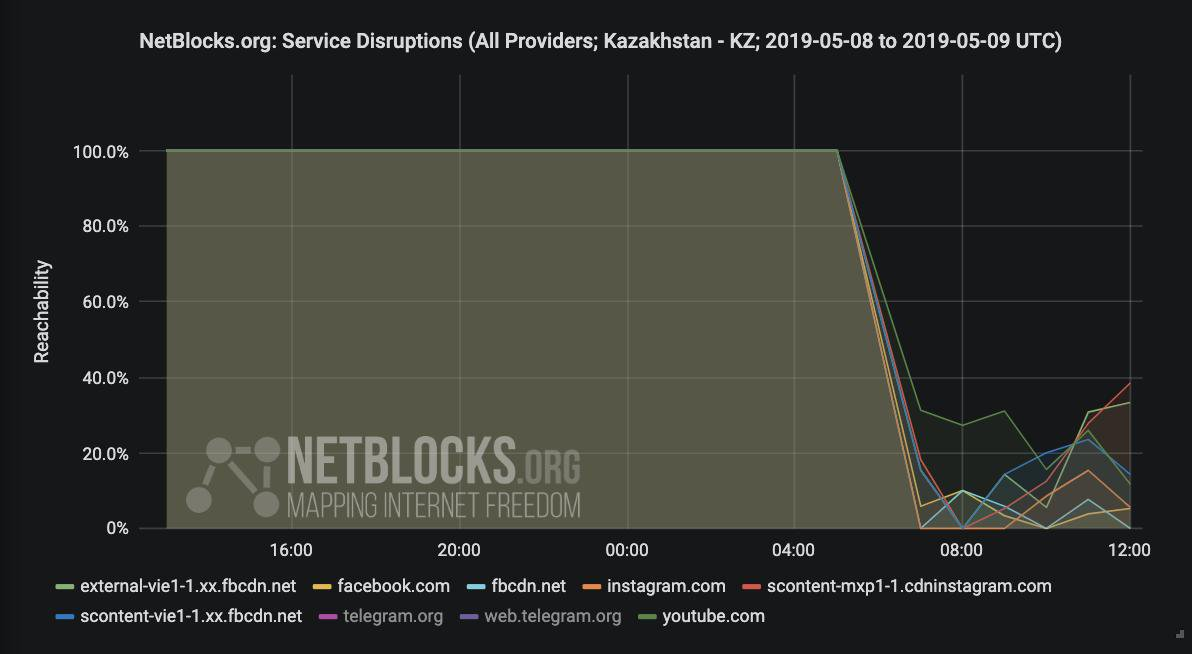 NetBlocks.org: Service Disruptions (All Providers; Kazakhstan - KZ; 2019-05-08 to 2019-05-09 UTC)
Reachability
100.0%
80.0%
60.0%
40.0%
20.0%
0%
NETBLOCKS.ORG
MAPPING INTERNET FREEDOM
16:00 20:00 00:00 04:00 08:00 12:00
external-vie1-1.xx.fbcdn.net facebook.com fbcdn.net instagram.com scontent-mxp1-1.cdninstagram.com
scontent-vie1-1.xx.fbcdn.net telegram.org web.telegram.org youtube.com